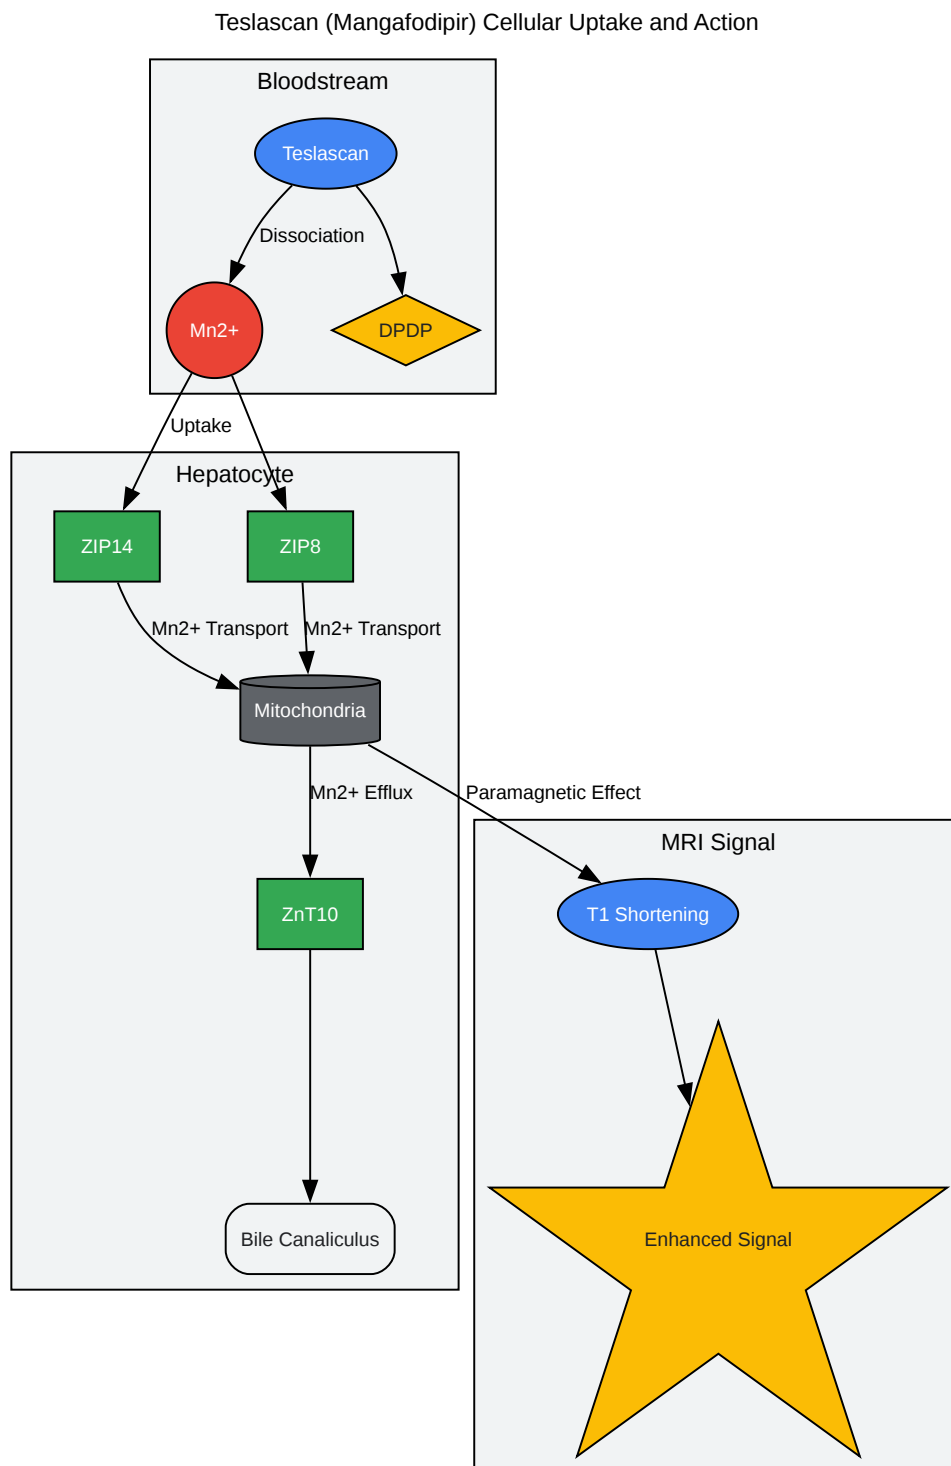 Teslascan (Mangafodipir) Cellular Uptake and Action
Bloodstream
Teslascan
Dissociation
Mn2+
DPDP
Uptake
Hepatocyte
ZIP14
ZIP8
Mn2+ Transport
Mn2+ Transport
Mitochondria
Mn2+ Efflux
Paramagnetic Effect
MRI Signal
ZnT10
T1 Shortening
Bile Canaliculus
Enhanced Signal